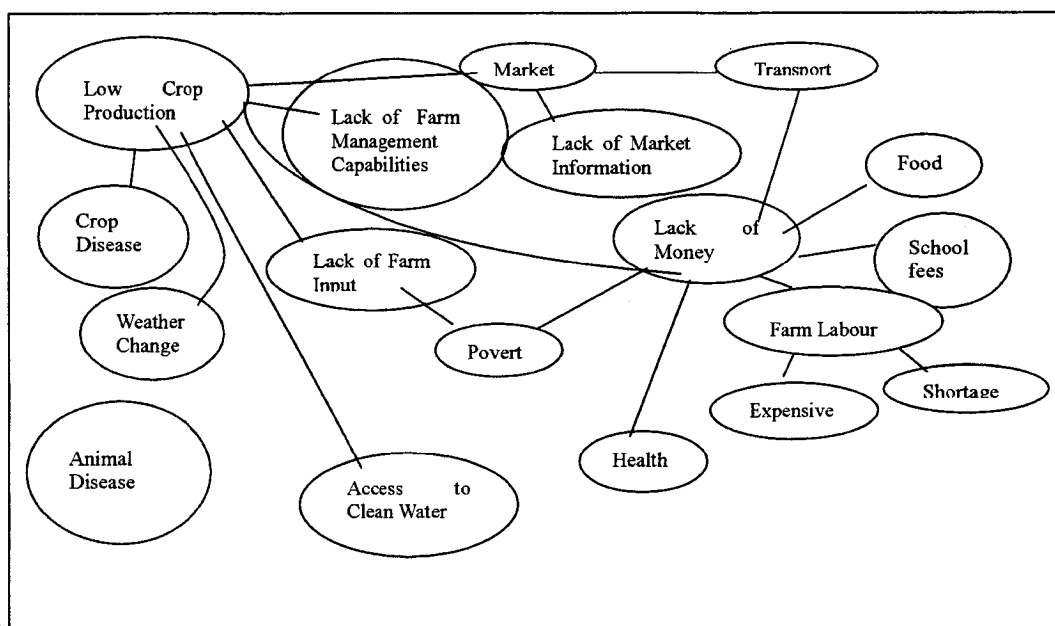 Low Crop
Production
Market
Transport
Lack of Farm
Management
Capabilities
Lack of Market
Information
Food
Crop
Disease
Lack of
Money
School
fees
Lack of Farm
Input
Weather
Change
Farm Labour
Povert
Shortage
Expensive
Animal
Disease
Health
Access to
Clean Water